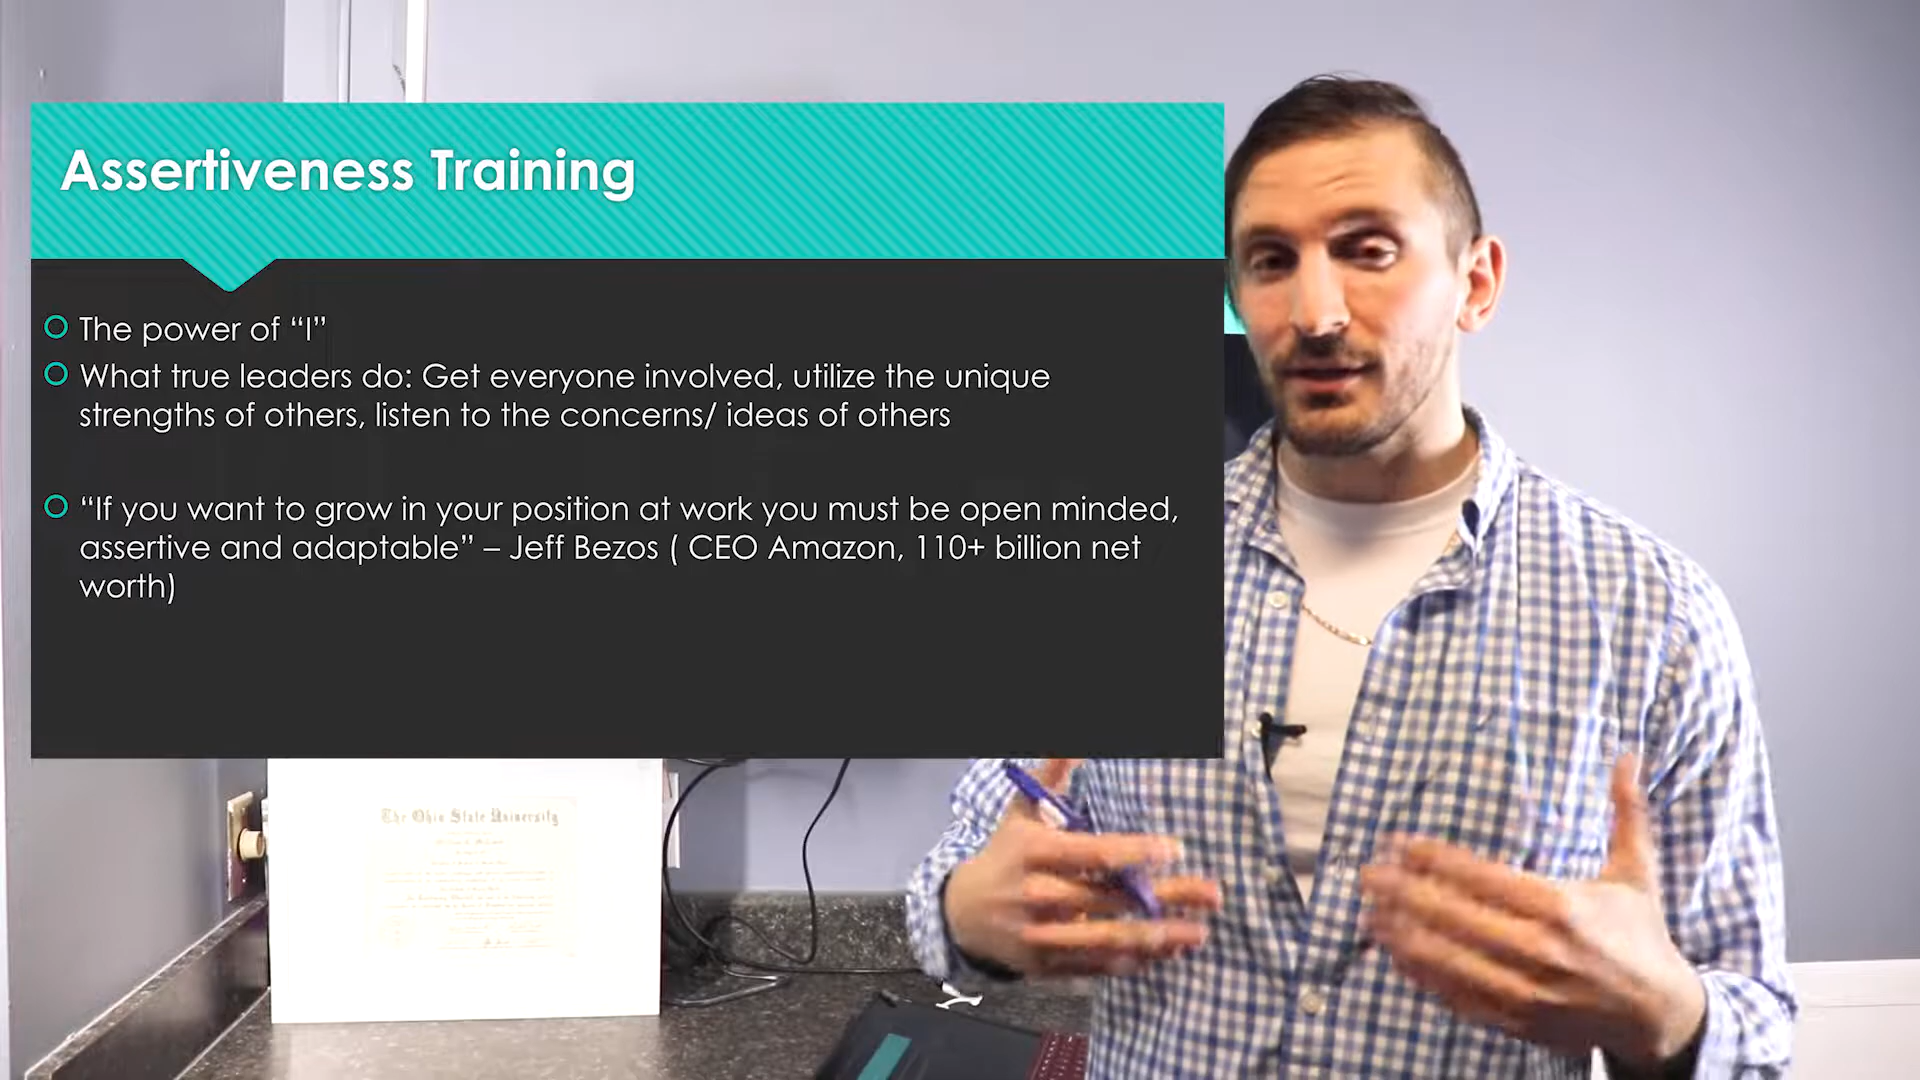 Assertiveness Training
The power of “I”
What true leaders do: Get everyone involved, utilize the unique
strengths of others, listen to the concerns/ ideas of others
“If you want to grow in your position at work you must be open minded,
assertive and adaptable” – Jeff Bezos ( CEO Amazon, 110+ billion net
worth)
The Ohio State University